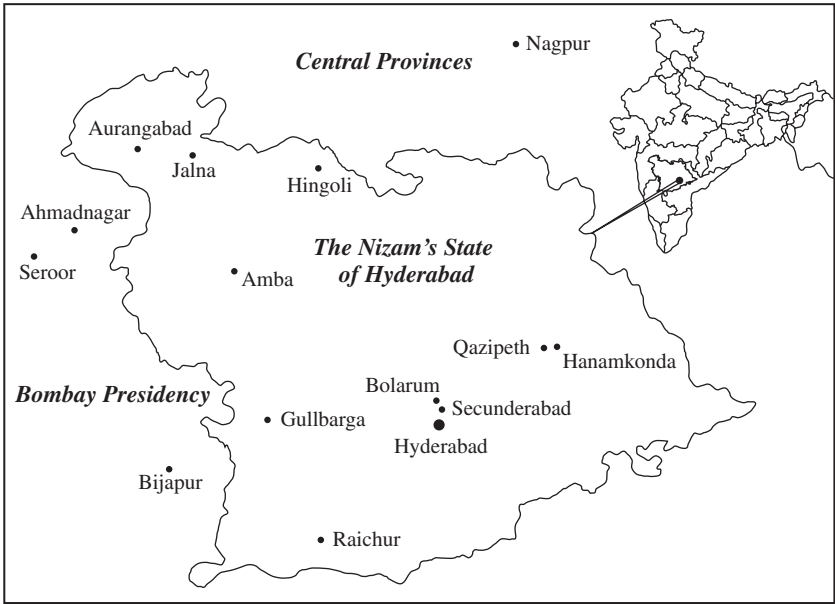 Nagpur
Central Provinces
Aurangabad
Jalna
Hingoli
Ahmadnagar
Seroor
The Nizam's State
of Hyderabad
Amba
Qazipeth
Hanamkonda
Bolarum
Bombay Presidency
Secunderabad
Gullbarga
Hyderabad
Bijapur
Raichur